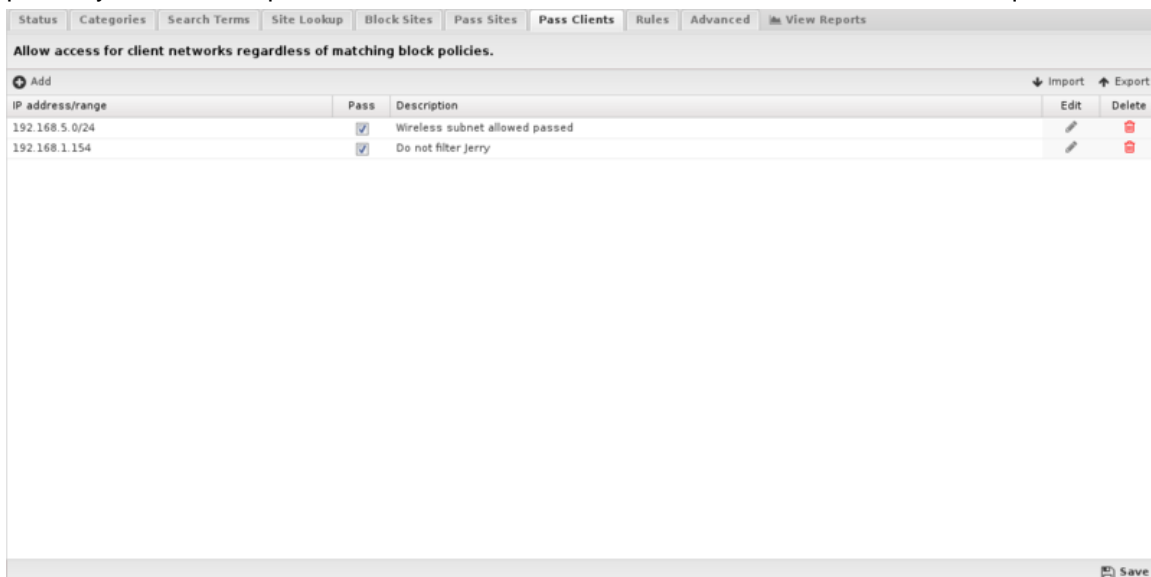 Status Categories Search Terms Site Lookup Block Sites Pass Sites Pass Clients Rules Advanced View Reports
Allow access for client networks regardless of matching block policies.
Add Import Export
IP address/range Pass Description Edit Delete
192.168.5.0/24 Wireless subnet allowed passed
192.168.1.154 Do not filter Jerry
Save